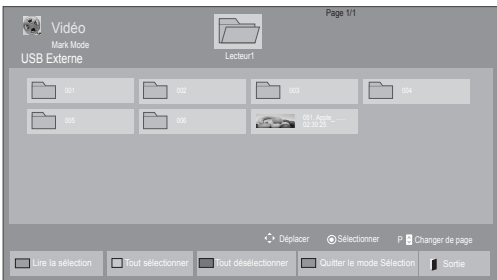 Page 1/1
Vidéo
Mark Mode
USB Externe
Lecteur1
001
002
003
004
005
006
001. Apple_......
02:30:25
Déplacer
Sélectionner
P
Changer de page
Lire la sélection
Tout sélectionner
Tout désélectionner
Quitter le mode Sélection
Sortie